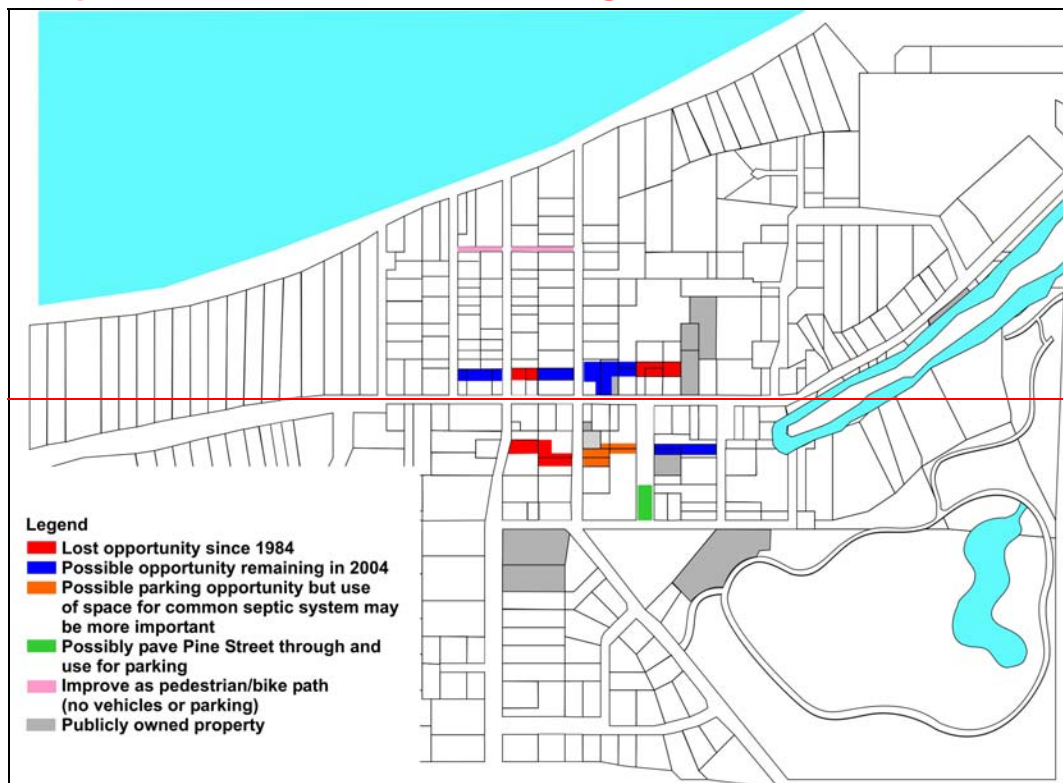 Legend
Lost opportunity since 1984
Possible opportunity remaining in 2004
Possible parking opportunity but use
of space for common septic system may
be more important
Possibly pave Pine Street through and
use for parking
Improve as pedestrian/bike path
(no vehicles or parking)
Publicly owned property